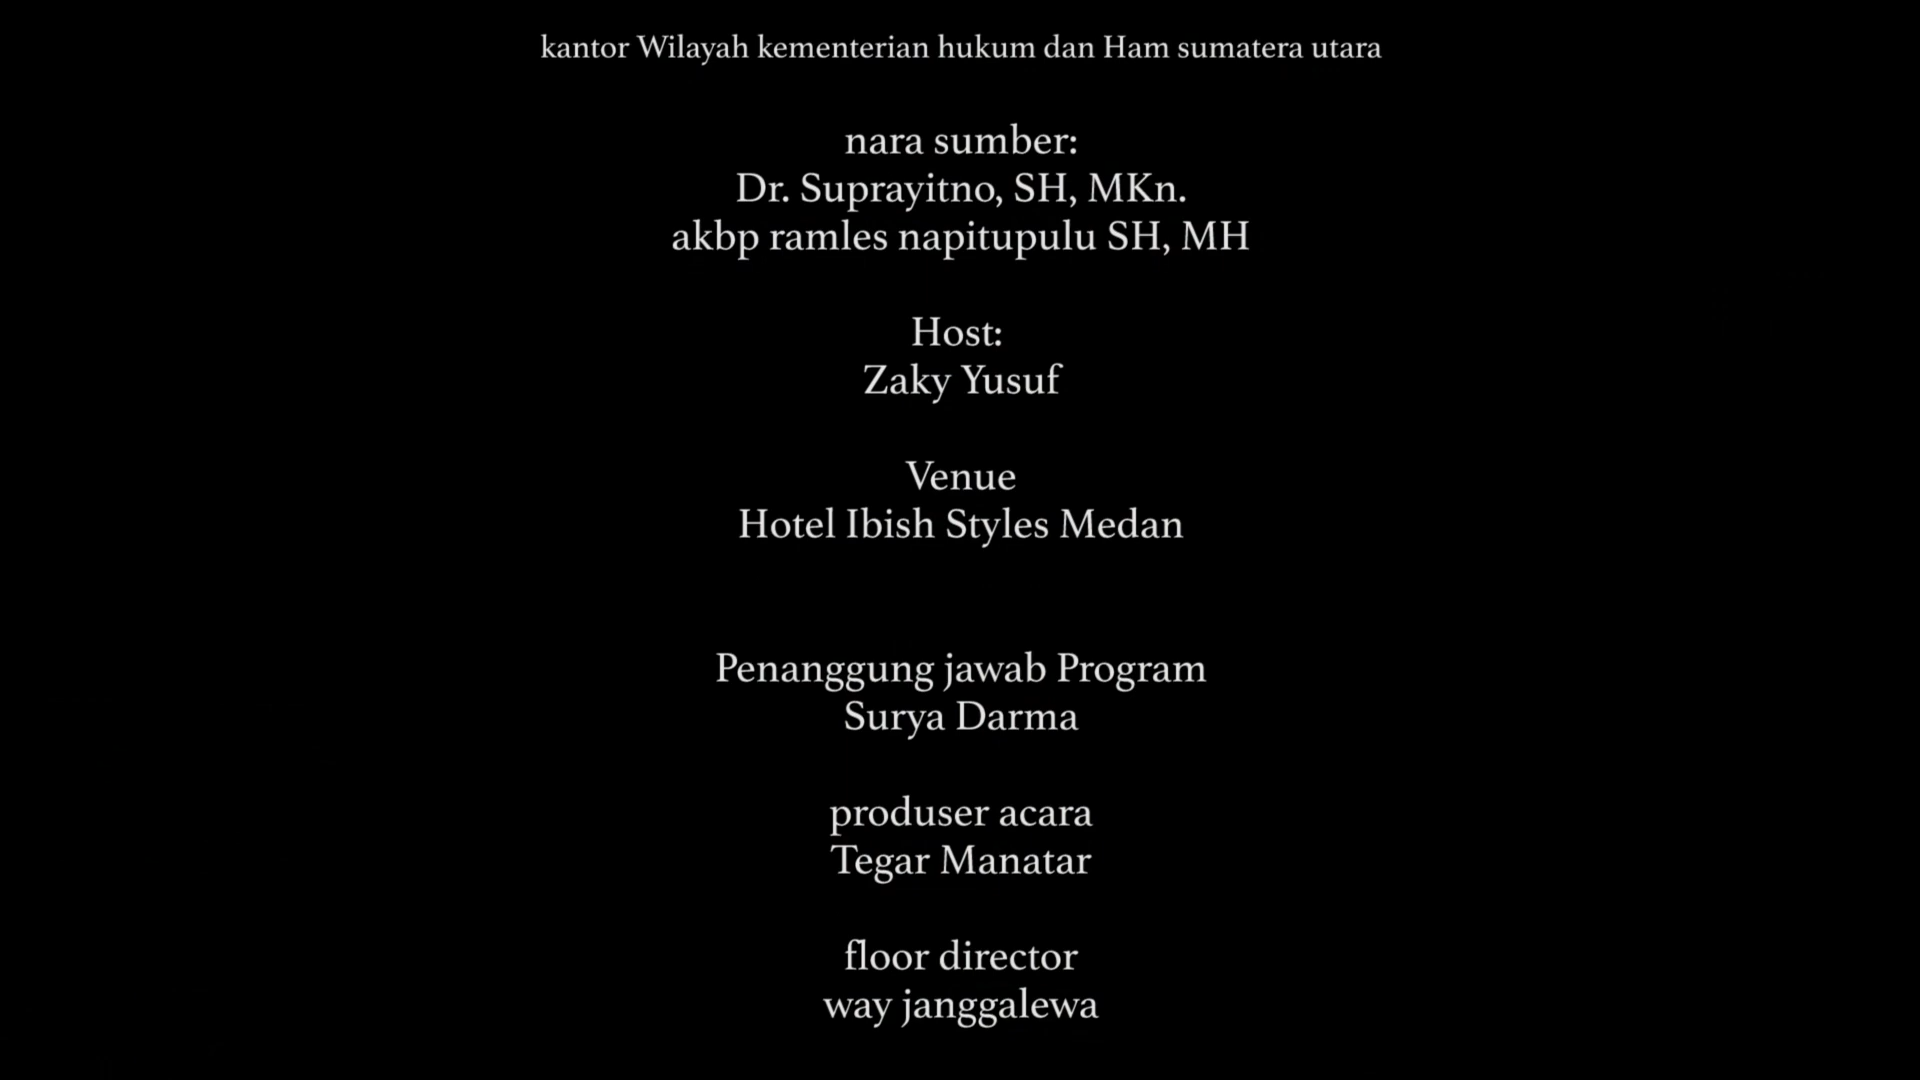 kantor Wilayah kementerian hukum dan Ham sumatera utara
nara sumber:
Dr. Suprayitno, SH, MKn.
akbp ramles napitupulu SH, MH
Host:
Zaky Yusuf
Venue
Hotel Ibish Styles Medan
Penanggung jawab Program
Surya Darma
produser acara
Tegar Manatar
floor director
way janggalewa